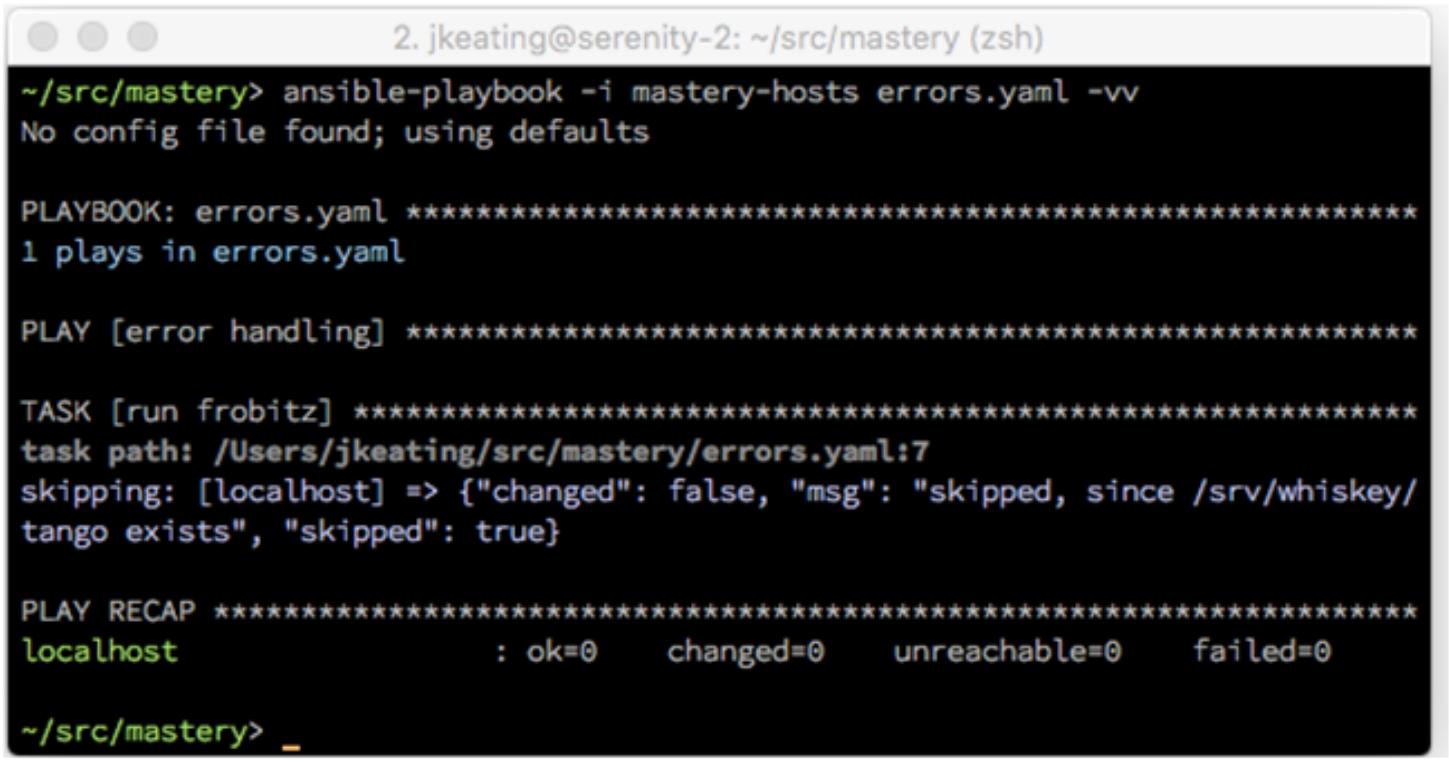 2. jkeating@serenity-2: ~/src/mastery (zsh)
~/src/mastery> ansible-playbook -i mastery-hosts errors.yaml -vv
No config file found; using defaults
PLAYBOOK: errors.yaml **********************************************************
1 plays in errors.yaml
PLAY [error handling] **********************************************************
TASK [run frobitz] *************************************************************
task path: /Users/jkeating/src/mastery/errors.yaml:7
skipping: [localhost] => {"changed": false, "msg": "skipped, since /srv/whiskey/
tango exists", "skipped": true}
PLAY RECAP *********************************************************************
localhost                  : ok=0    changed=0    unreachable=0    failed=0
~/src/mastery> _